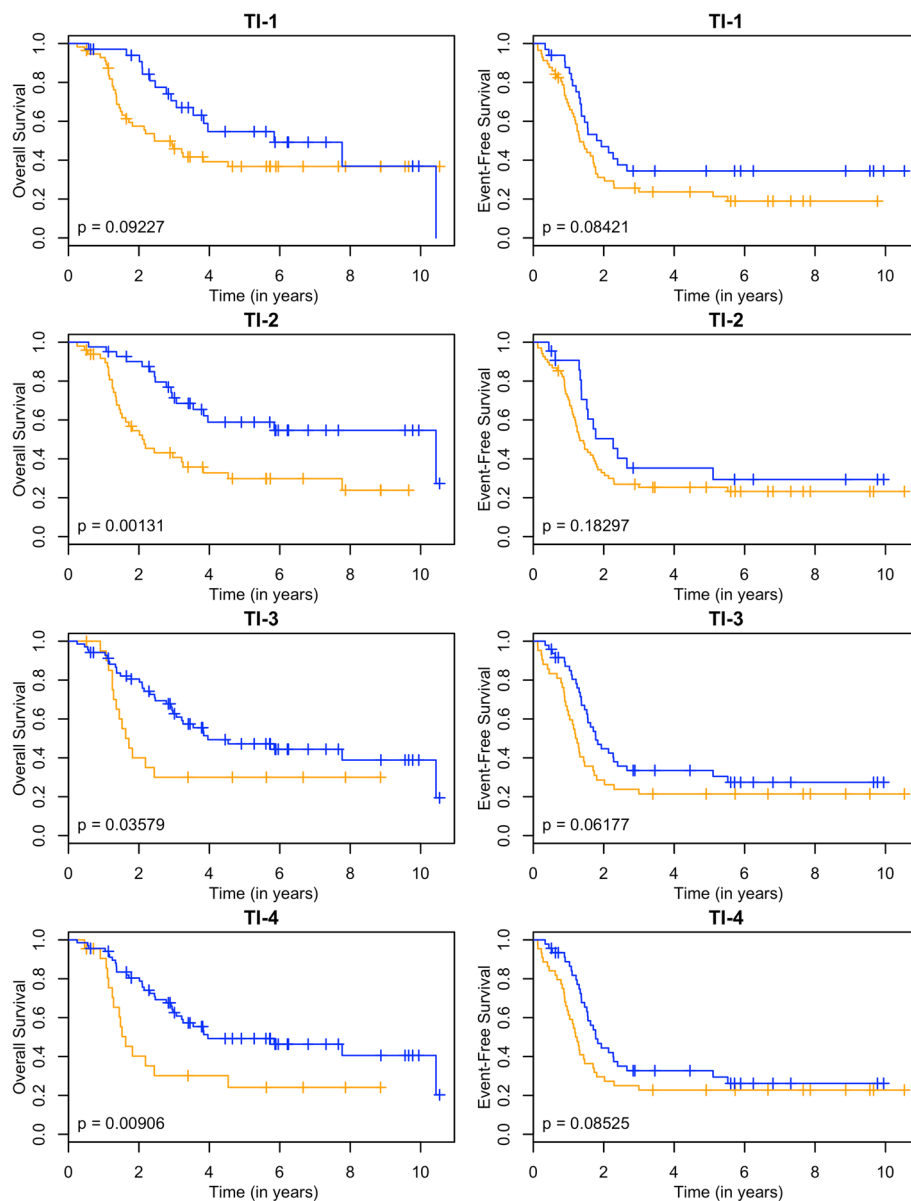 TI-1
Overall Survival
1.0
0.8
0.6
0.4
0.2
0.0
p = 0.09227
0 2 4 6 8 10
Time (in years)
TI-1
Event-Free Survival
1.0
0.8
0.6
0.4
0.2
0.0
p = 0.08421
0 2 4 6 8 10
Time (in years)
TI-2
Overall Survival
1.0
0.8
0.6
0.4
0.2
0.0
p = 0.00131
0 2 4 6 8 10
Time (in years)
TI-2
Event-Free Survival
1.0
0.8
0.6
0.4
0.2
0.0
p = 0.18297
0 2 4 6 8 10
Time (in years)
TI-3
Overall Survival
1.0
0.8
0.6
0.4
0.2
0.0
p = 0.03579
0 2 4 6 8 10
Time (in years)
TI-3
Event-Free Survival
1.0
0.8
0.6
0.4
0.2
0.0
p = 0.06177
0 2 4 6 8 10
Time (in years)
TI-4
Overall Survival
1.0
0.8
0.6
0.4
0.2
0.0
p = 0.00906
0 2 4 6 8 10
Time (in years)
TI-4
Event-Free Survival
1.0
0.8
0.6
0.4
0.2
0.0
p = 0.08525
0 2 4 6 8 10
Time (in years)